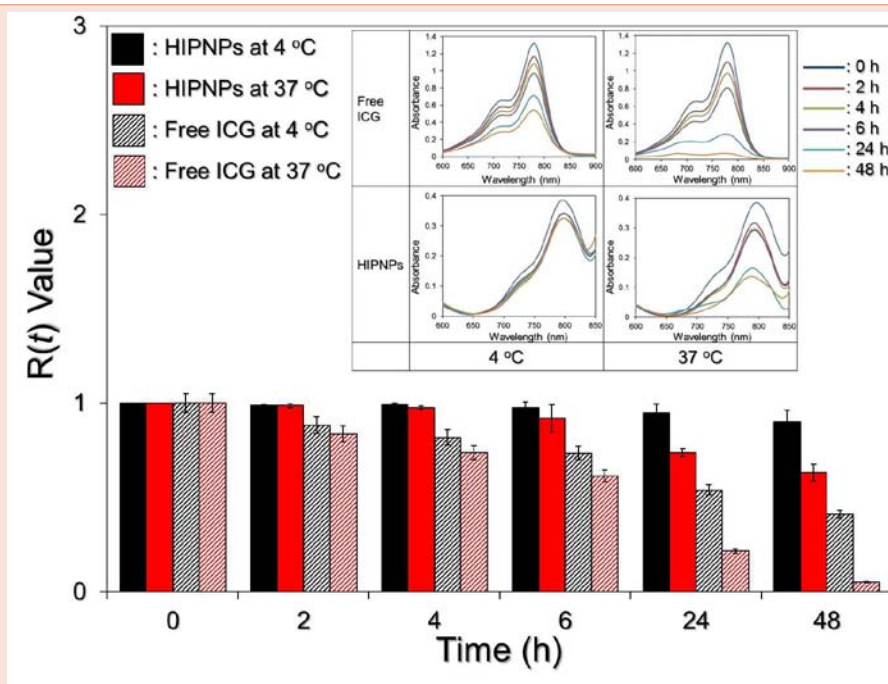 3
2
1
0
R(t) Value
: HIPNPs at 4 ºC
: HIPNPs at 37 ºC
: Free ICG at 4 ºC
: Free ICG at 37 ºC
Free
ICG
Absorbance
1.4
1.2
1
0.8
0.6
0.4
0.2
0
600 650 700 750 800 850 900
Wavelength (nm)
Absorbance
1.4
1.2
1
0.8
0.6
0.4
0.2
0
600 650 700 750 800 850 900
Wavelength (nm)
HIPNPs
Absorbance
0.4
0.3
0.2
0.1
0
600 650 700 750 800 850
Wavelength (nm)
Absorbance
0.4
0.3
0.2
0.1
0
600 650 700 750 800 850
Wavelength (nm)
4 ºC
37 ºC
: 0 h
: 2 h
: 4 h
: 6 h
: 24 h
: 48 h
0 2 4 6 24 48
Time (h)